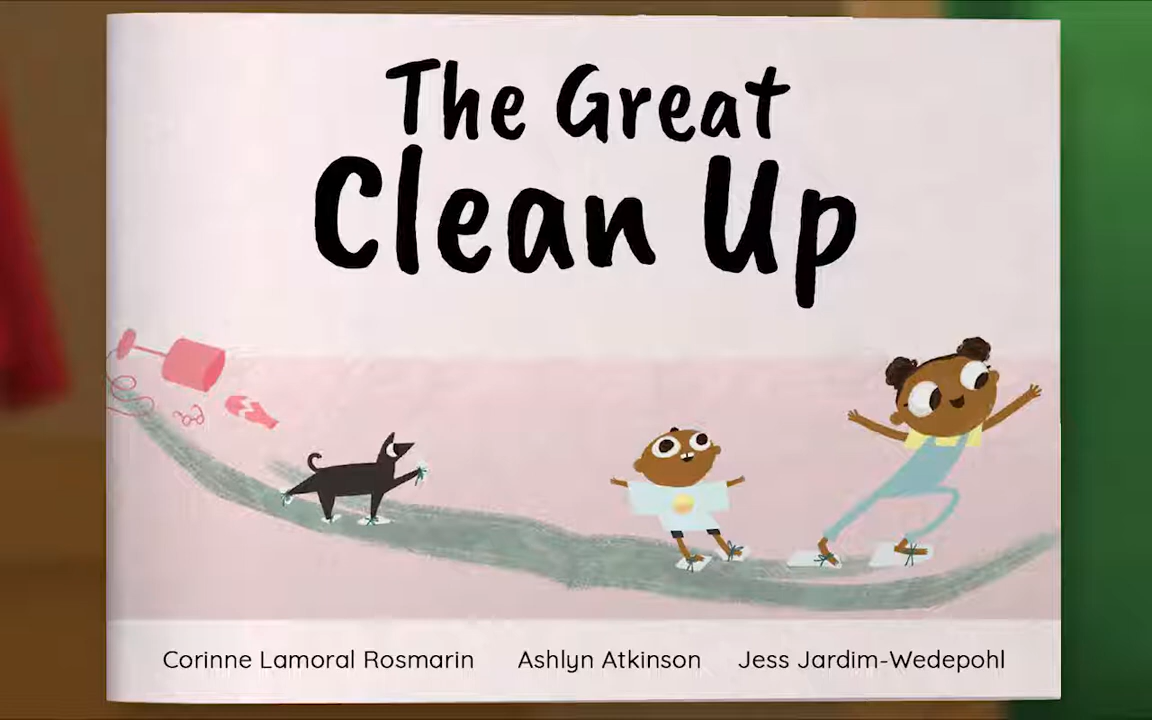 The Great
Clean Up
Corinne Lamoral Rosmarin Ashlyn Atkinson Jess Jardim-Wedepohl